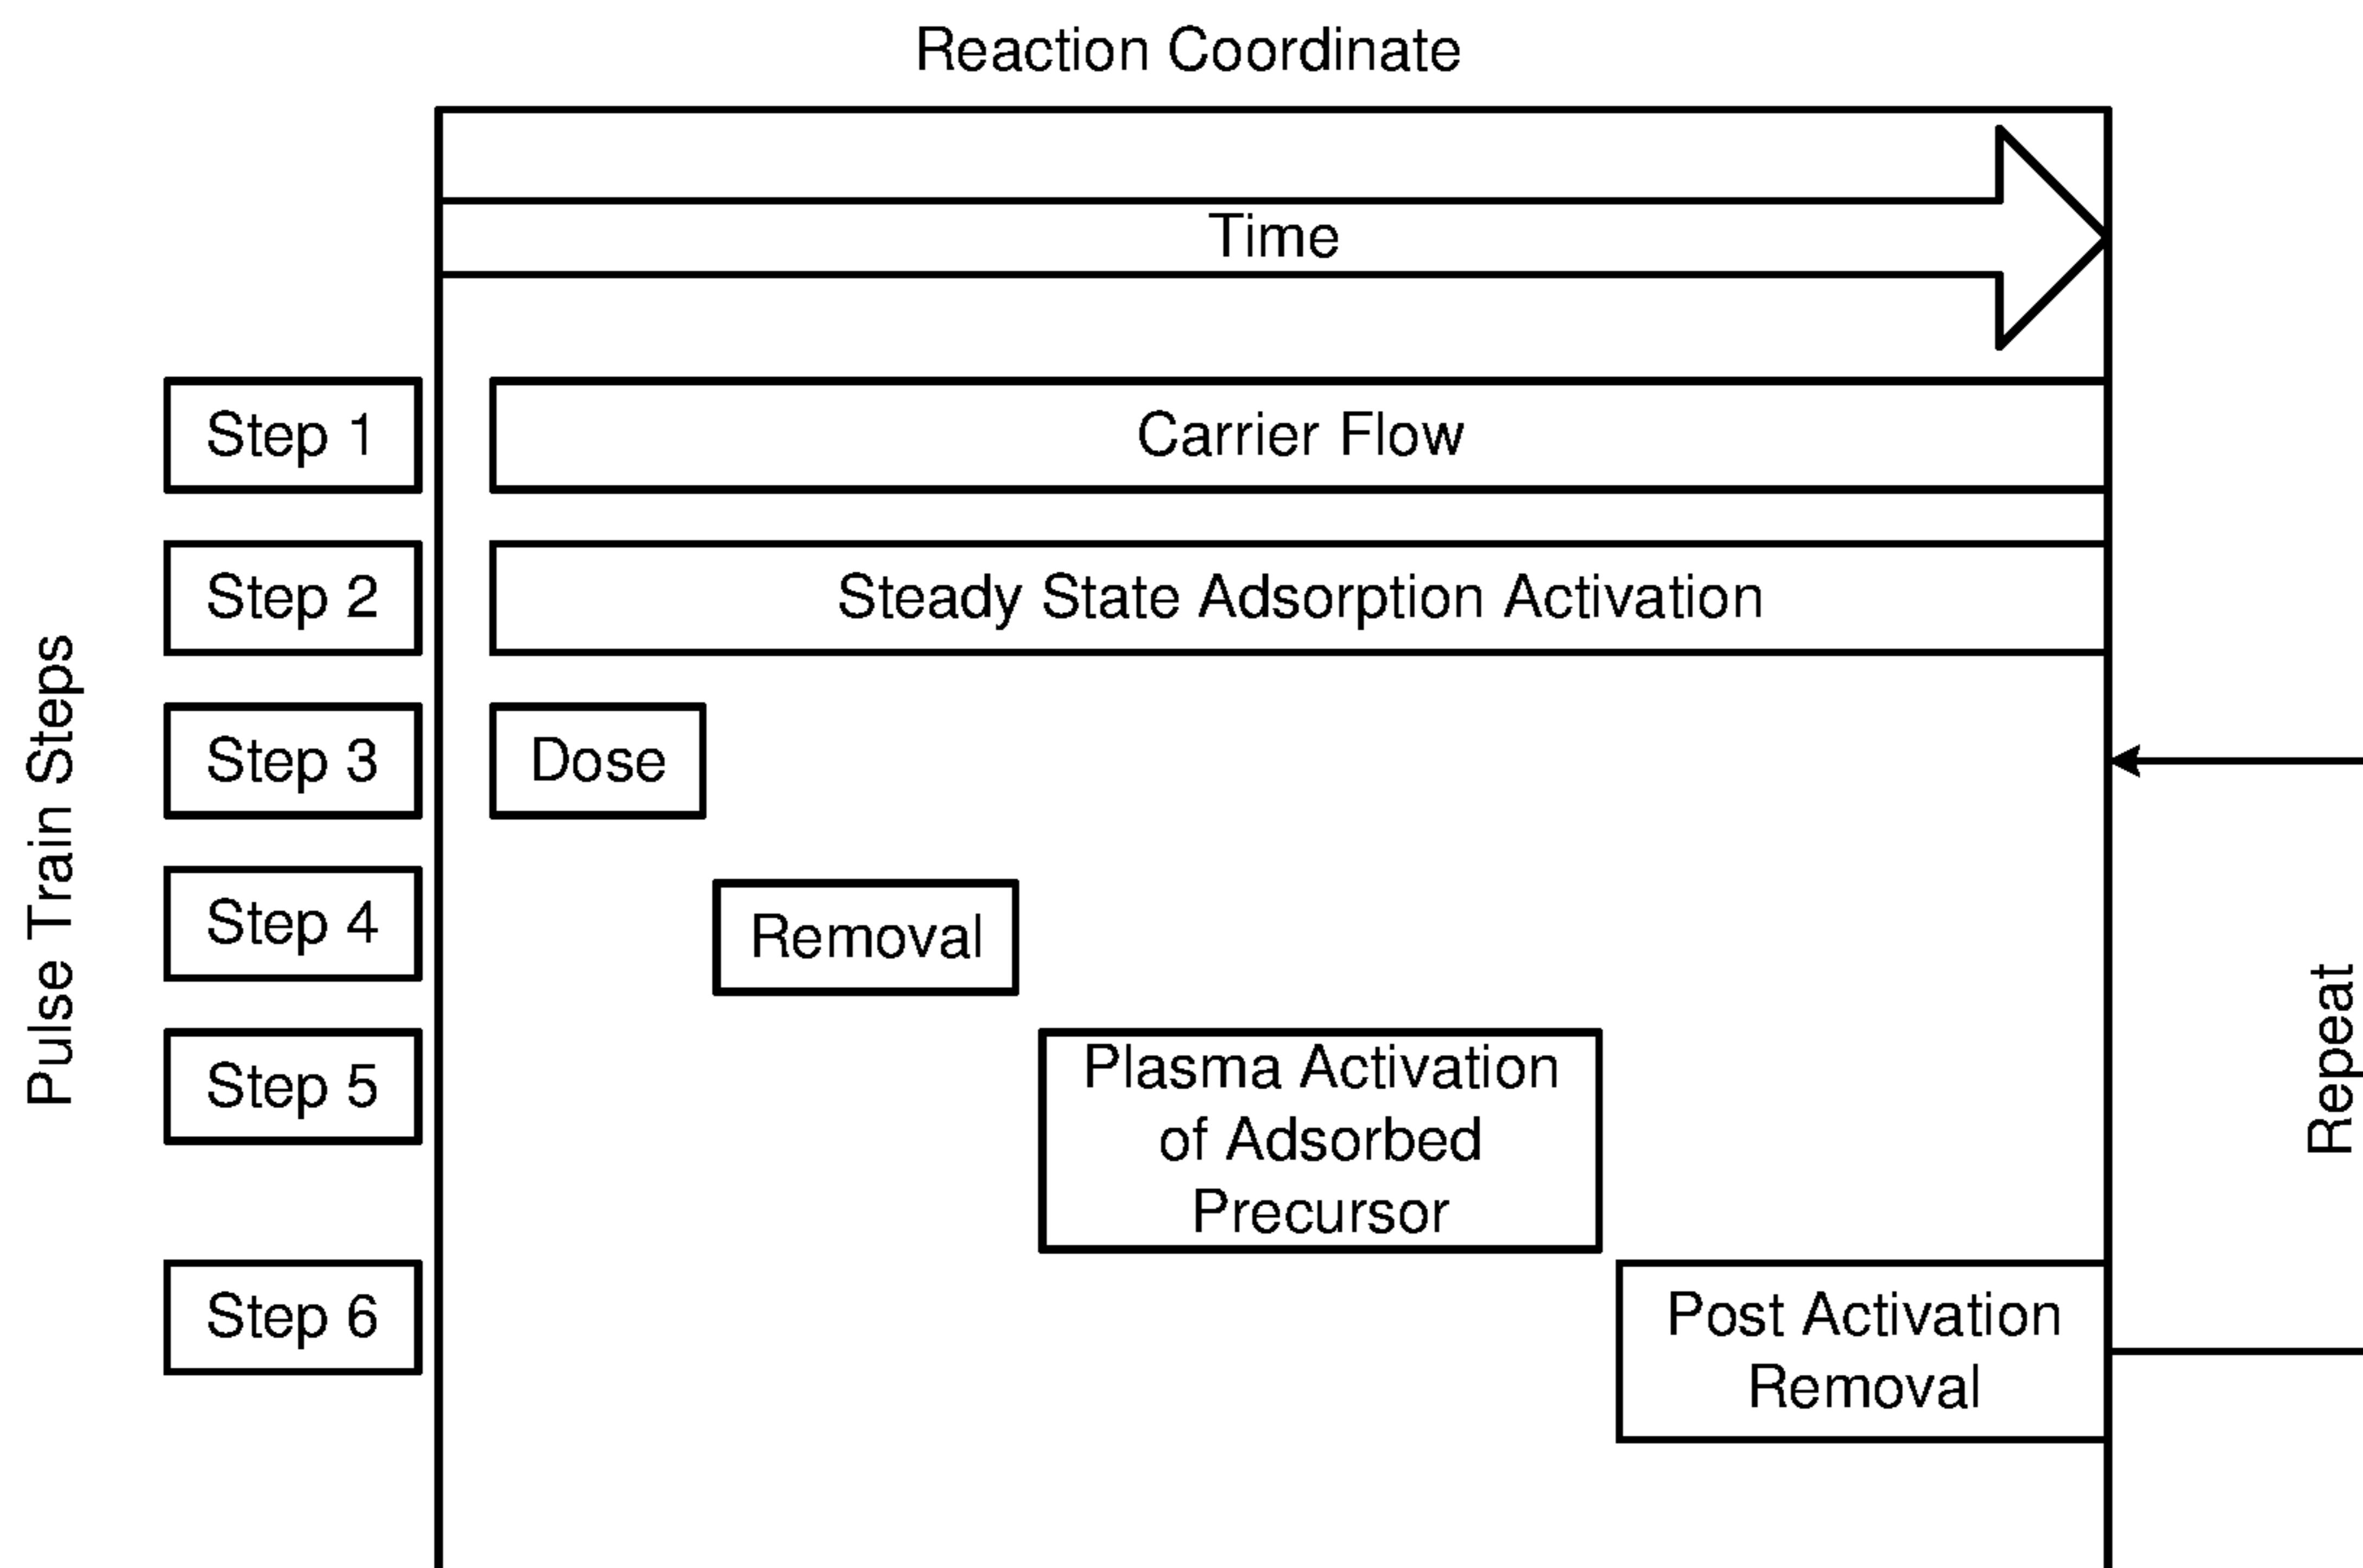 Reaction Coordinate
Time
Pulse Train Steps
Step 1
Carrier Flow
Step 2
Steady State Adsorption Activation
Step 3
Dose
Step 4
Removal
Step 5
Plasma Activation
of Adsorbed
Precursor
Step 6
Post Activation
Removal
Repeat